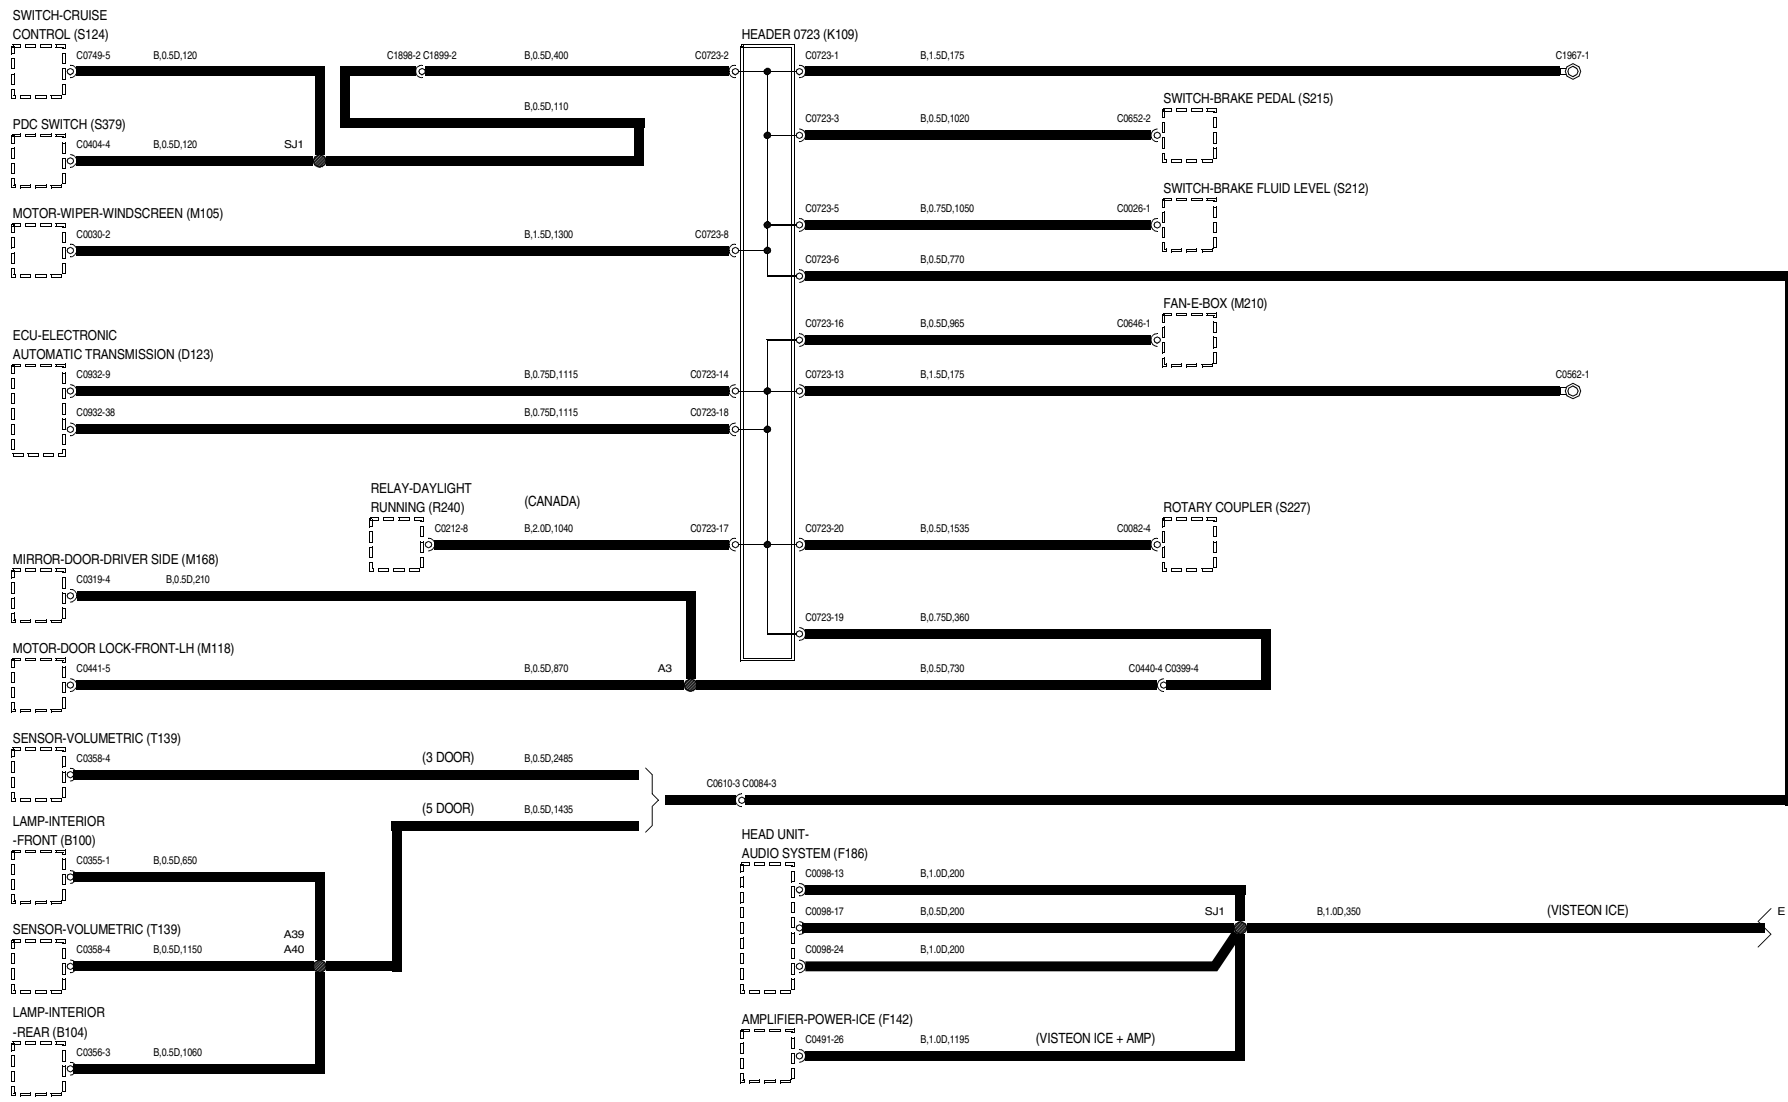 SWITCH-CRUISE
CONTROL (S124)
C0749-5
B,0.5D,120
C1898-2 C1899-2
B,0.5D,400
C0723-2
HEADER 0723 (K109)
C0723-1
B,1.5D,175
C1967-1
B,0.5D,110
SWITCH-BRAKE PEDAL (S215)
C0723-3
B,0.5D,1020
C0652-2
PDC SWITCH (S379)
C0404-4
B,0.5D,120
SJ1
SWITCH-BRAKE FLUID LEVEL (S212)
C0723-5
B,0.75D,1050
C0026-1
MOTOR-WIPER-WINDSCREEN (M105)
C0030-2
B,1.5D,1300
C0723-8
C0723-6
B,0.5D,770
FAN-E-BOX (M210)
C0723-16
B,0.5D,965
C0646-1
ECU-ELECTRONIC
AUTOMATIC TRANSMISSION (D123)
C0932-9
B,0.75D,1115
C0723-14
C0723-13
B,1.5D,175
C0562-1
C0932-38
B,0.75D,1115
C0723-18
RELAY-DAYLIGHT
RUNNING (R240)
(CANADA)
C0212-8
B,2.0D,1040
C0723-17
ROTARY COUPLER (S227)
C0723-20
B,0.5D,1535
C0082-4
MIRROR-DOOR-DRIVER SIDE (M168)
C0319-4
B,0.5D,210
C0723-19
B,0.75D,360
MOTOR-DOOR LOCK-FRONT-LH (M118)
C0441-5
B,0.5D,870
A3
B,0.5D,730
C0440-4 C0399-4
SENSOR-VOLUMETRIC (T139)
C0358-4
(3 DOOR)
B,0.5D,2485
C0610-3 C0084-3
(5 DOOR)
B,0.5D,1435
LAMP-INTERIOR
-FRONT (B100)
C0355-1
B,0.5D,650
HEAD UNIT-
AUDIO SYSTEM (F186)
C0098-13
B,1.0D,200
C0098-17
B,0.5D,200
SJ1
B,1.0D,350
(VISTEON ICE)
E
SENSOR-VOLUMETRIC (T139)
A39
C0358-4
B,0.5D,1150
A40
C0098-24
B,1.0D,200
LAMP-INTERIOR
-REAR (B104)
C0356-3
B,0.5D,1060
AMPLIFIER-POWER-ICE (F142)
C0491-26
B,1.0D,1195
(VISTEON ICE + AMP)